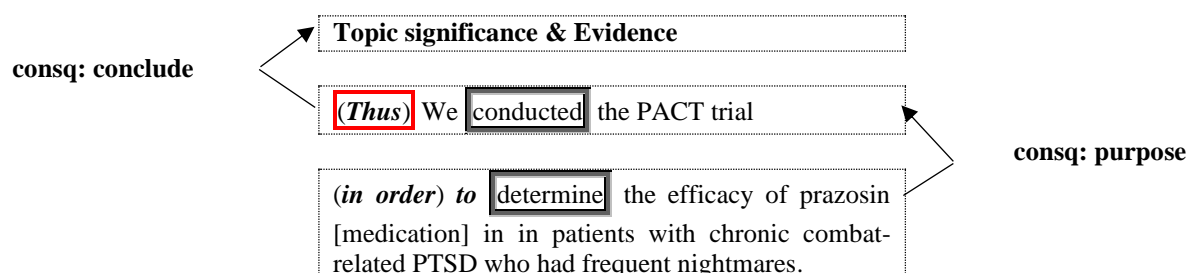 Topic significance & Evidence
consq: conclude
(Thus) We conducted the PACT trial
consq: purpose
(in order) to determine the efficacy of prazosin
[medication] in in patients with chronic combat-
related PTSD who had frequent nightmares.